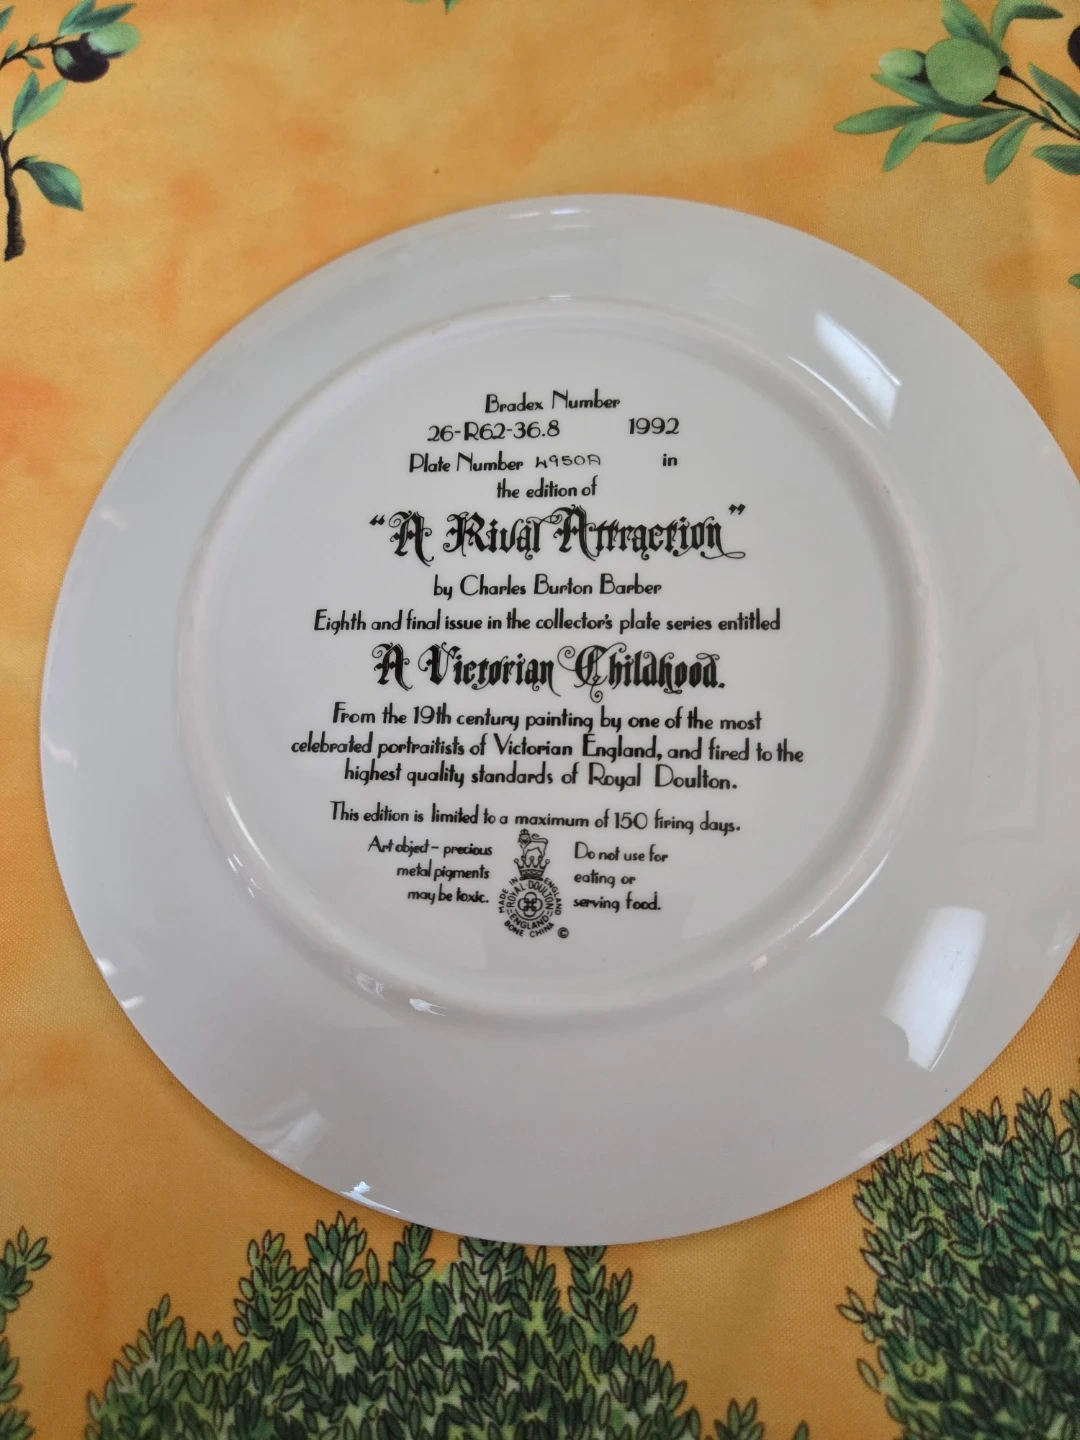 Bradex Number
26-R62-36.8 1992
Plate Number 4950A in
the edition of
“A Rival Attraction”
by Charles Burton Barber
Eighth and final issue in the collector's plate series entitled
A Victorian Childhood.
From the 19th century painting by one of the most
celebrated portraitists of Victorian England, and fired to the
highest quality standards of Royal Doulton.
This edition is limited to a maximum of 150 firing days.
Art object – precious
metal pigments
may be toxic.
MADE IN ENGLAND
ROYAL·DOULTON
ENGLAND
BONE CHINA ©
Do not use for
eating or
serving food.